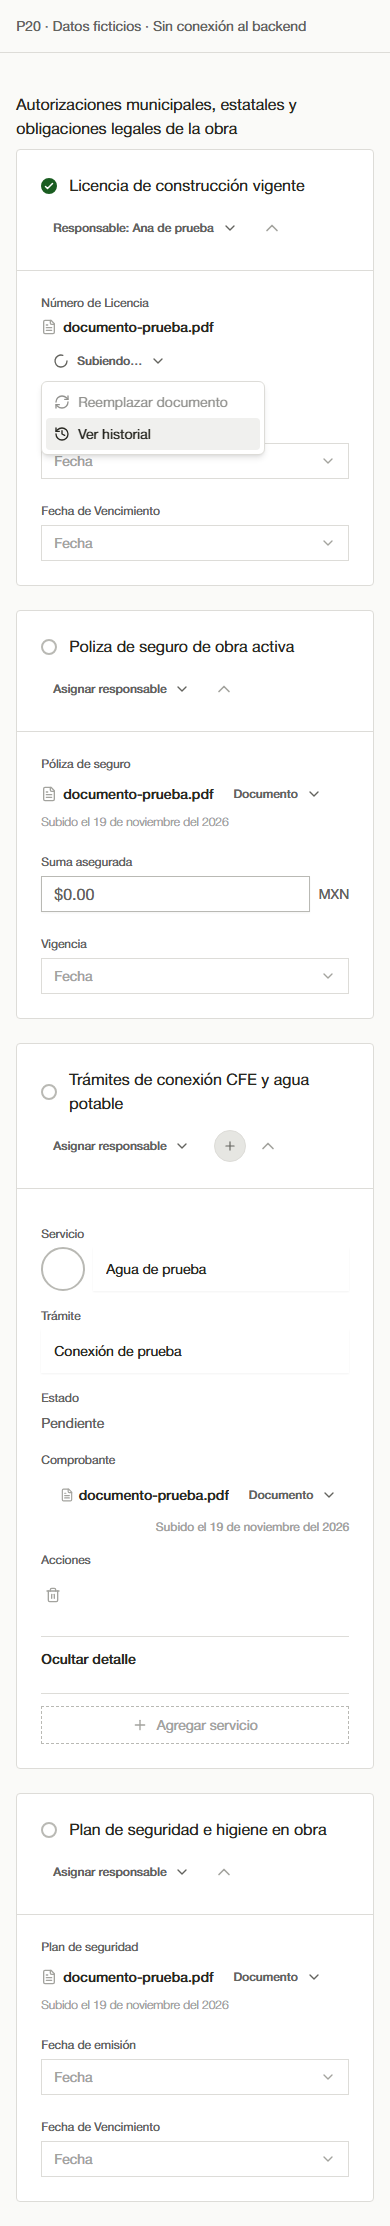 P20 · Datos ficticios · Sin conexión al backend
Autorizaciones municipales, estatales y
obligaciones legales de la obra
Licencia de construcción vigente
Responsable: Ana de prueba
Número de Licencia
documento-prueba.pdf
Subiendo...
Reemplazar documento
Ver historial
Fecha
Fecha de Vencimiento
Fecha
Poliza de seguro de obra activa
Asignar responsable
Póliza de seguro
documento-prueba.pdf Documento
Subido el 19 de noviembre del 2026
Suma asegurada
$0.00 MXN
Vigencia
Fecha
Trámites de conexión CFE y agua
potable
Asignar responsable
Servicio
Agua de prueba
Trámite
Conexión de prueba
Estado
Pendiente
Comprobante
documento-prueba.pdf Documento
Subido el 19 de noviembre del 2026
Acciones
Ocultar detalle
Agregar servicio
Plan de seguridad e higiene en obra
Asignar responsable
Plan de seguridad
documento-prueba.pdf Documento
Subido el 19 de noviembre del 2026
Fecha de emisión
Fecha
Fecha de Vencimiento
Fecha